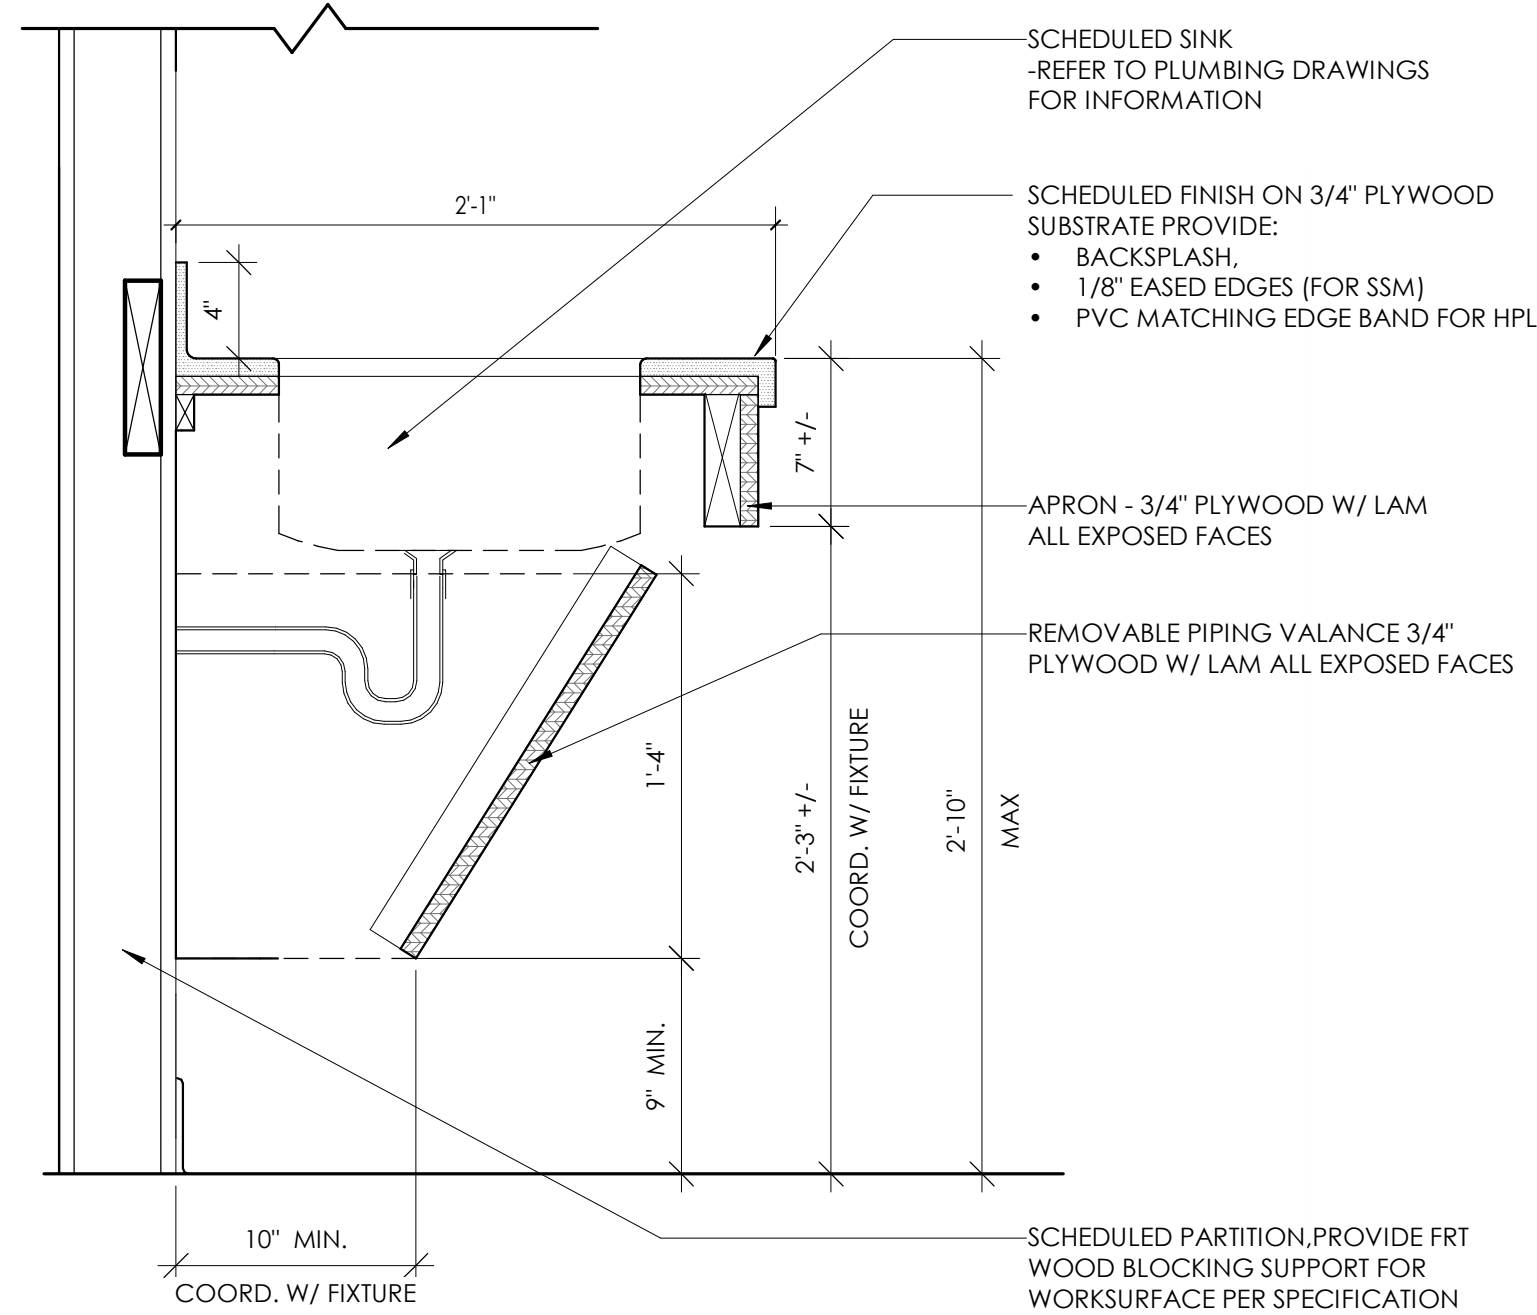 SCHEDULED SINK
-REFER TO PLUMBING DRAWINGS
FOR INFORMATION
2'-1"
SCHEDULED FINISH ON 3/4" PLYWOOD
SUBSTRATE PROVIDE:
• BACKSPLASH,
• 1/8" EASED EDGES (FOR SSM)
• PVC MATCHING EDGE BAND FOR HPL
4"
7" +/-
APRON - 3/4" PLYWOOD W/ LAM
ALL EXPOSED FACES
REMOVABLE PIPING VALANCE 3/4"
PLYWOOD W/ LAM ALL EXPOSED FACES
1'-4"
2'-3" +/-
COORD. W/ FIXTURE
2'-10"
MAX
9" MIN.
10" MIN.
COORD. W/ FIXTURE
SCHEDULED PARTITION,PROVIDE FRT
WOOD BLOCKING SUPPORT FOR
WORKSURFACE PER SPECIFICATION